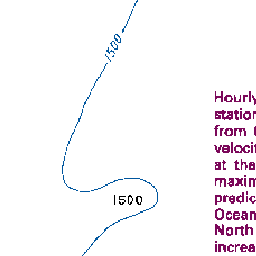 1500
1500
Hourly
station
from
velocit
at the
maxim
predic
Ocean
North
increa